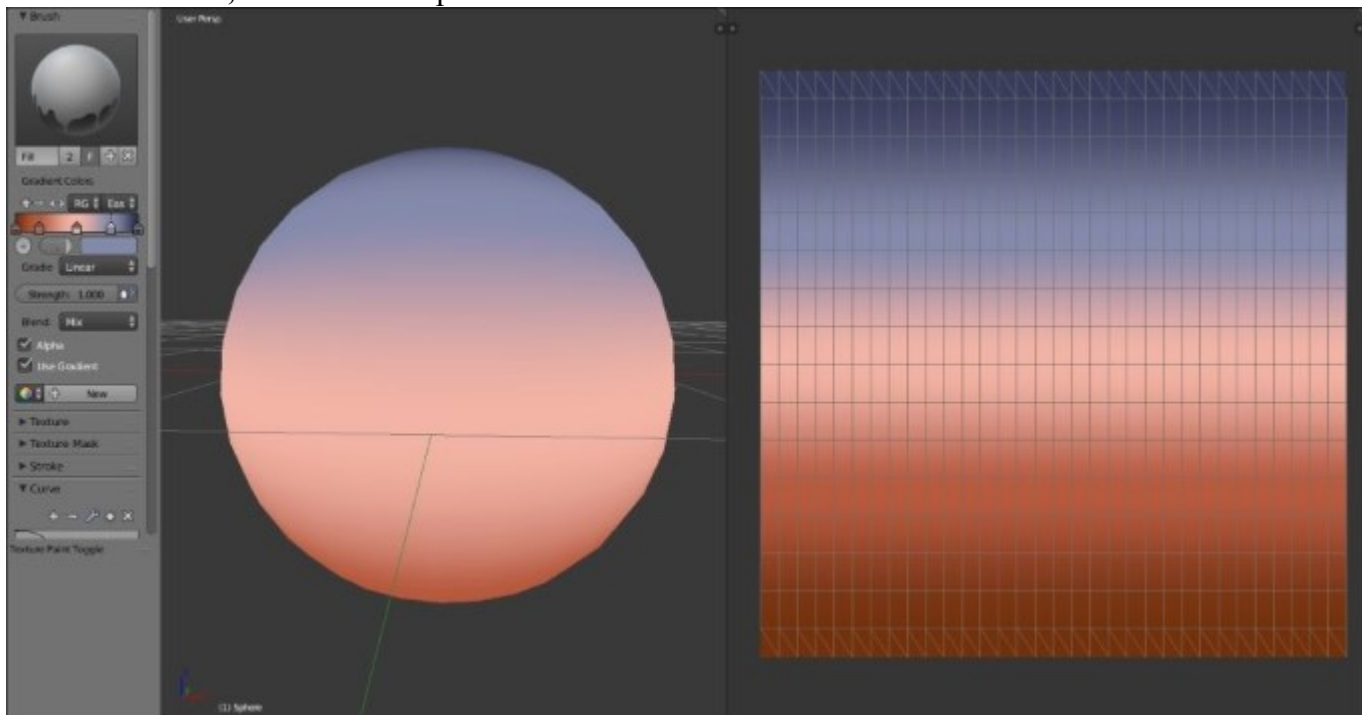 ▼ Brush
User Persp
Fill 2 F
Gradient Colors
RG Eas
Gradie: Linear
Strength: 1.000
Blend: Mix
Alpha
Use Gradient
New
▶ Texture
▶ Texture Mask
▶ Stroke
▼ Curve
Texture Paint Toggle
(1) Sphere